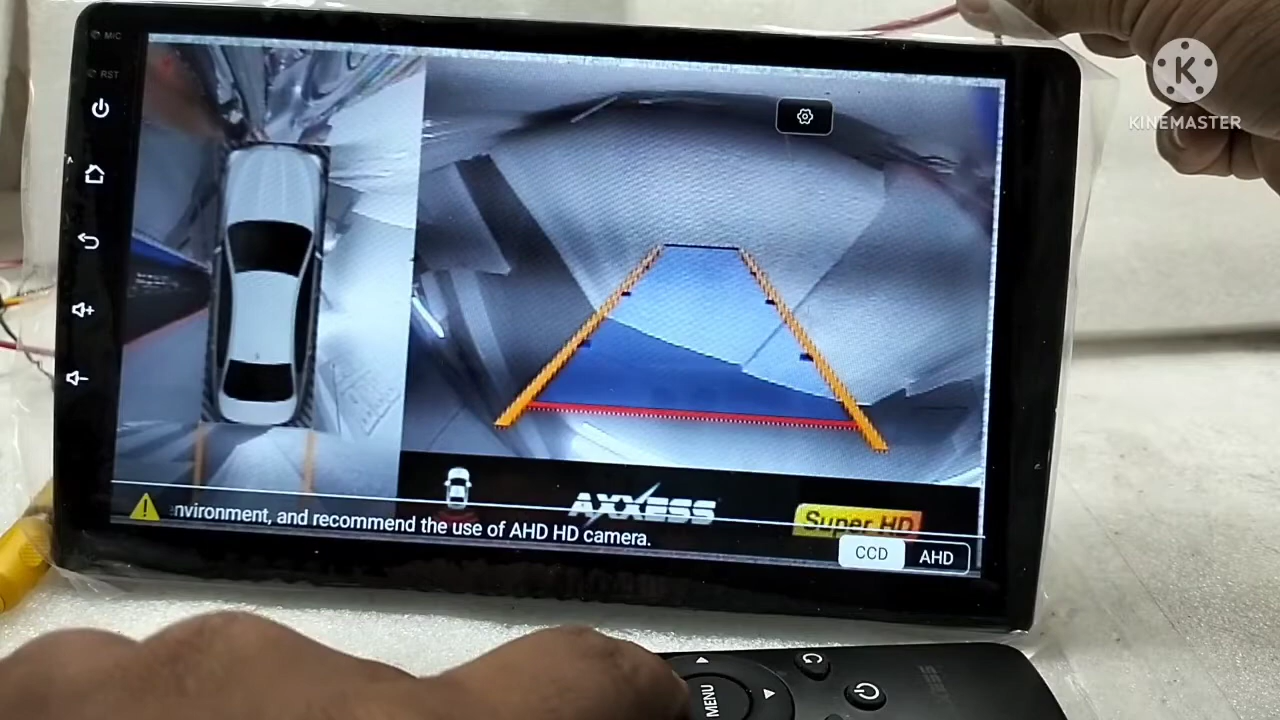 MIC
RST
KINEMASTER
K
AXXESS
Super HD
nvironment, and recommend the use of AHD HD camera.
CCD
AHD
MENU